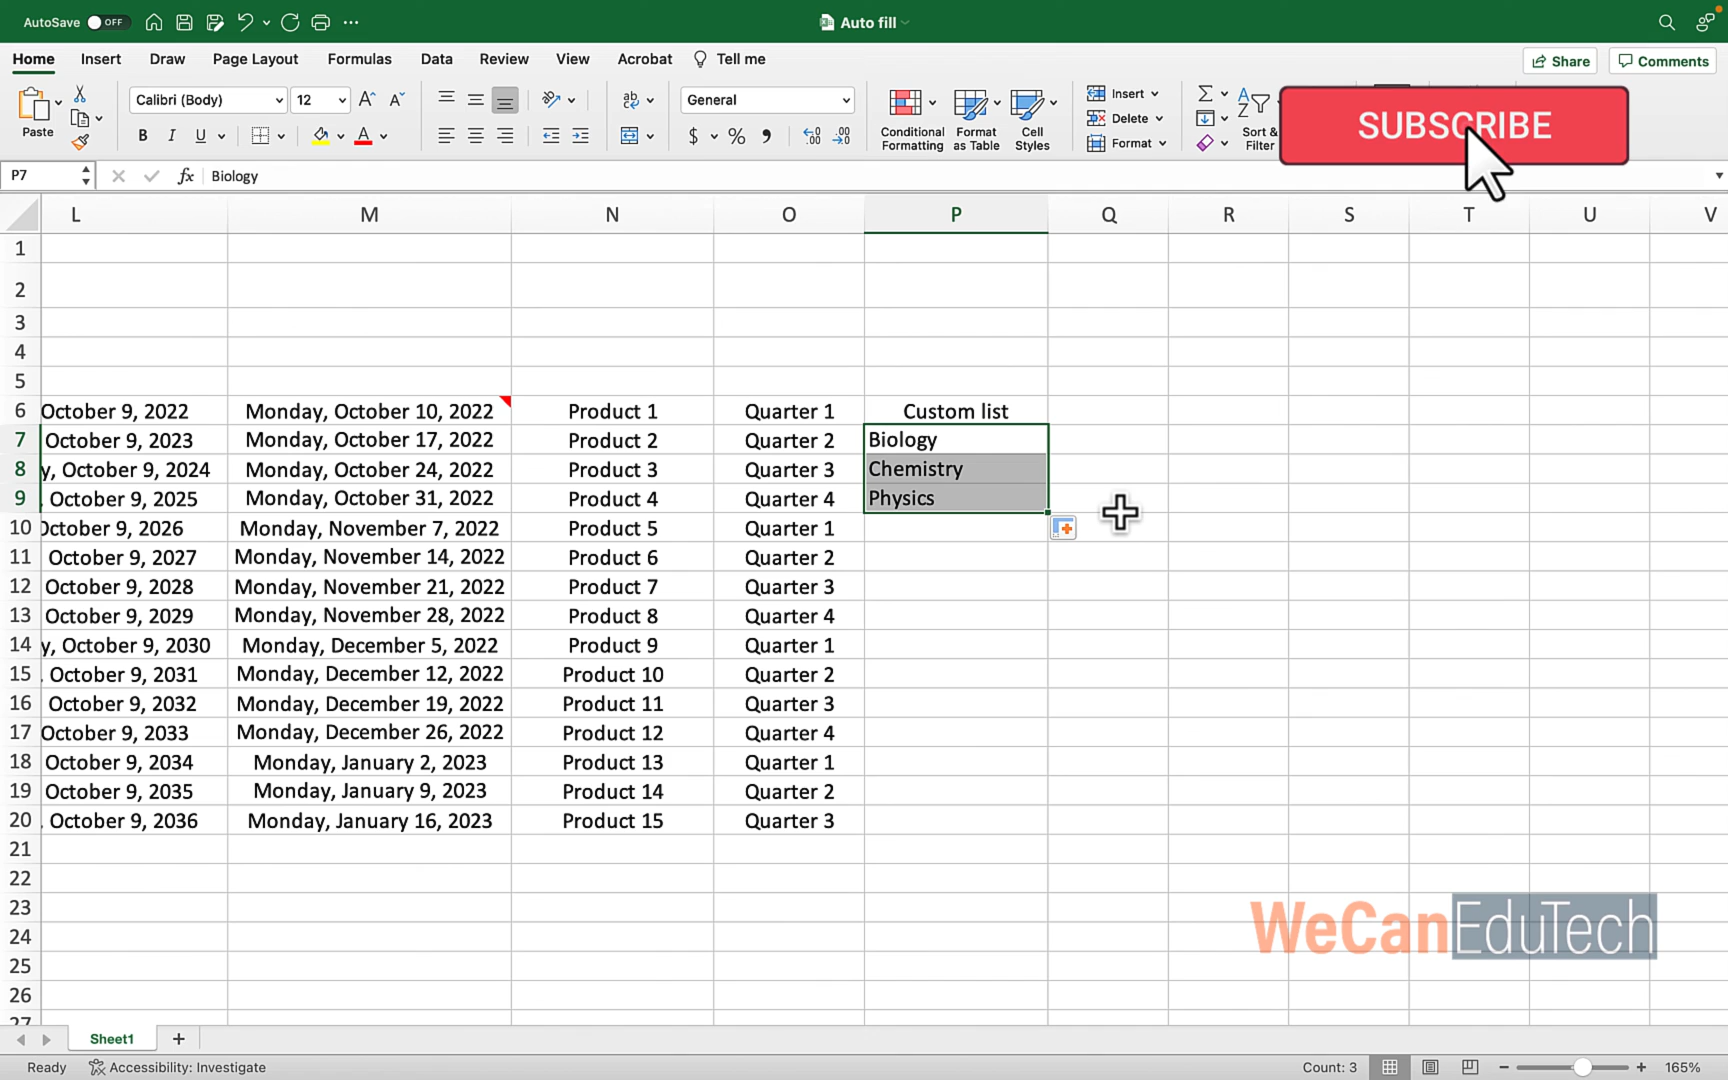 AutoSave OFF Auto fill
Home Insert Draw Page Layout Formulas Data Review View Acrobat Tell me Share Comments
Paste Calibri (Body) 12 A A B I U A ab General $ % Conditional Formatting Format as Table Cell Styles Insert Delete Format Sort & Filter
SUBSCRIBE
P7 fx Biology
L M N O P Q R S T U V
1
2
3
4
5
6 October 9, 2022 Monday, October 10, 2022 Product 1 Quarter 1 Custom list
7 October 9, 2023 Monday, October 17, 2022 Product 2 Quarter 2 Biology
8 y, October 9, 2024 Monday, October 24, 2022 Product 3 Quarter 3 Chemistry
9 October 9, 2025 Monday, October 31, 2022 Product 4 Quarter 4 Physics
10 October 9, 2026 Monday, November 7, 2022 Product 5 Quarter 1
11 October 9, 2027 Monday, November 14, 2022 Product 6 Quarter 2
12 October 9, 2028 Monday, November 21, 2022 Product 7 Quarter 3
13 October 9, 2029 Monday, November 28, 2022 Product 8 Quarter 4
14 y, October 9, 2030 Monday, December 5, 2022 Product 9 Quarter 1
15 October 9, 2031 Monday, December 12, 2022 Product 10 Quarter 2
16 October 9, 2032 Monday, December 19, 2022 Product 11 Quarter 3
17 October 9, 2033 Monday, December 26, 2022 Product 12 Quarter 4
18 October 9, 2034 Monday, January 2, 2023 Product 13 Quarter 1
19 October 9, 2035 Monday, January 9, 2023 Product 14 Quarter 2
20 October 9, 2036 Monday, January 16, 2023 Product 15 Quarter 3
21
22
23
WeCanEduTech
24
25
26
27
Sheet1
Ready Accessibility: Investigate Count: 3 165%